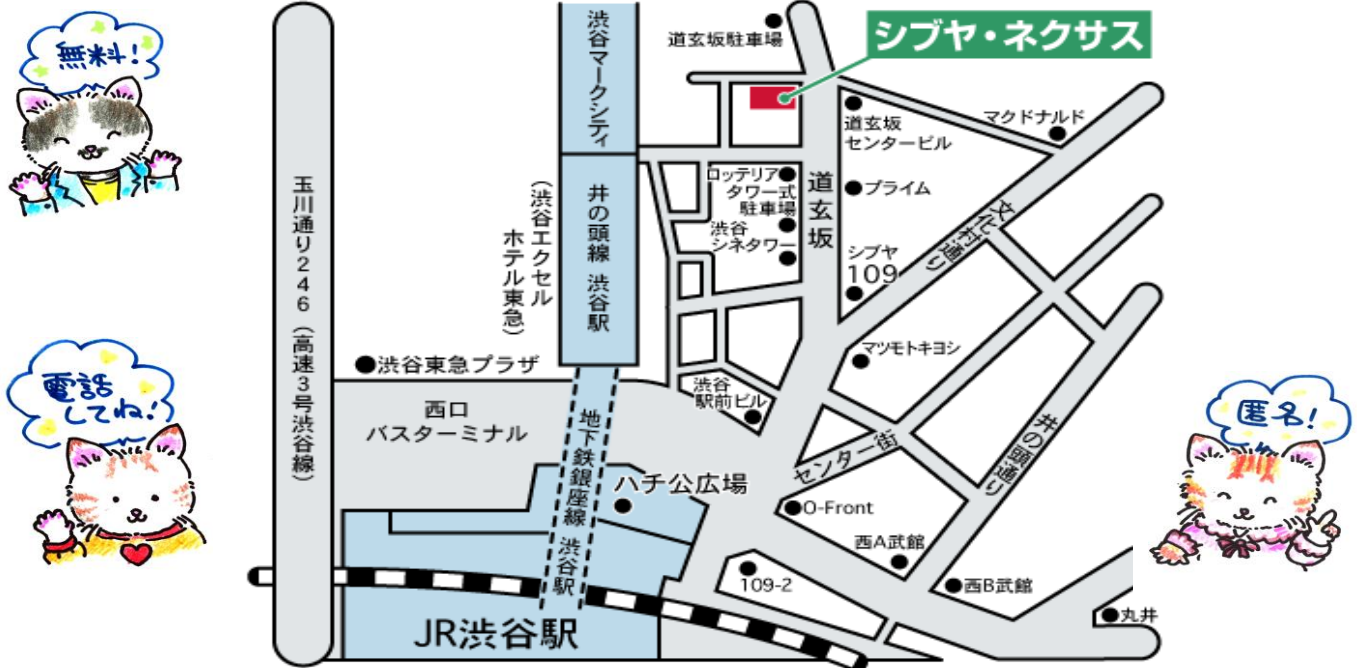 無料!
電話
してね!
匿名!
シブヤ・ネクサス
道玄坂駐車場
渋谷マークシティ
道玄坂
センタービル
マクドナルド
ロッテリア
タワー式
駐車場
プライム
道玄坂
渋谷
シネタワー
文化村通り
シブヤ
109
井の頭線 渋谷駅
(渋谷エクセル
ホテル東急)
玉川通り246(高速3号渋谷線)
渋谷東急プラザ
マツモトキヨシ
渋谷
駅前ビル
西口
バスターミナル
地下鉄銀座線 渋谷駅
センター街
井の頭通り
ハチ公広場
O-Front
西A武館
109-2
西B武館
丸井
JR渋谷駅